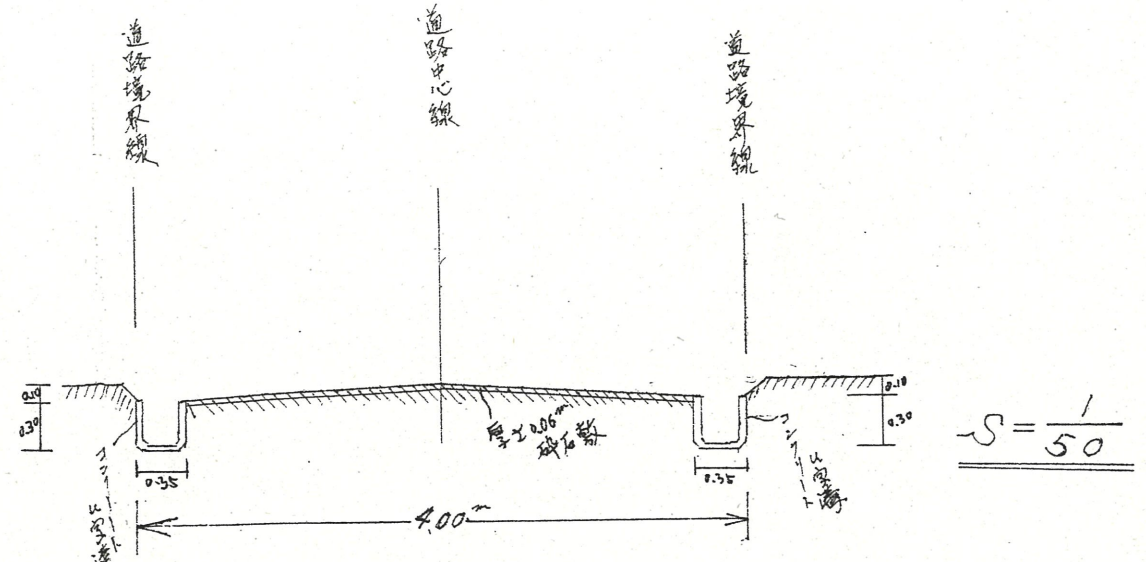 道路境界線
道路中心線
道路境界線
0.10
0.30
0.10
0.30
厚さ0.06m
砕石敷
コンクリート
U字溝
コンクリート
U字溝
0.35
0.35
4.00m
S = 1/50